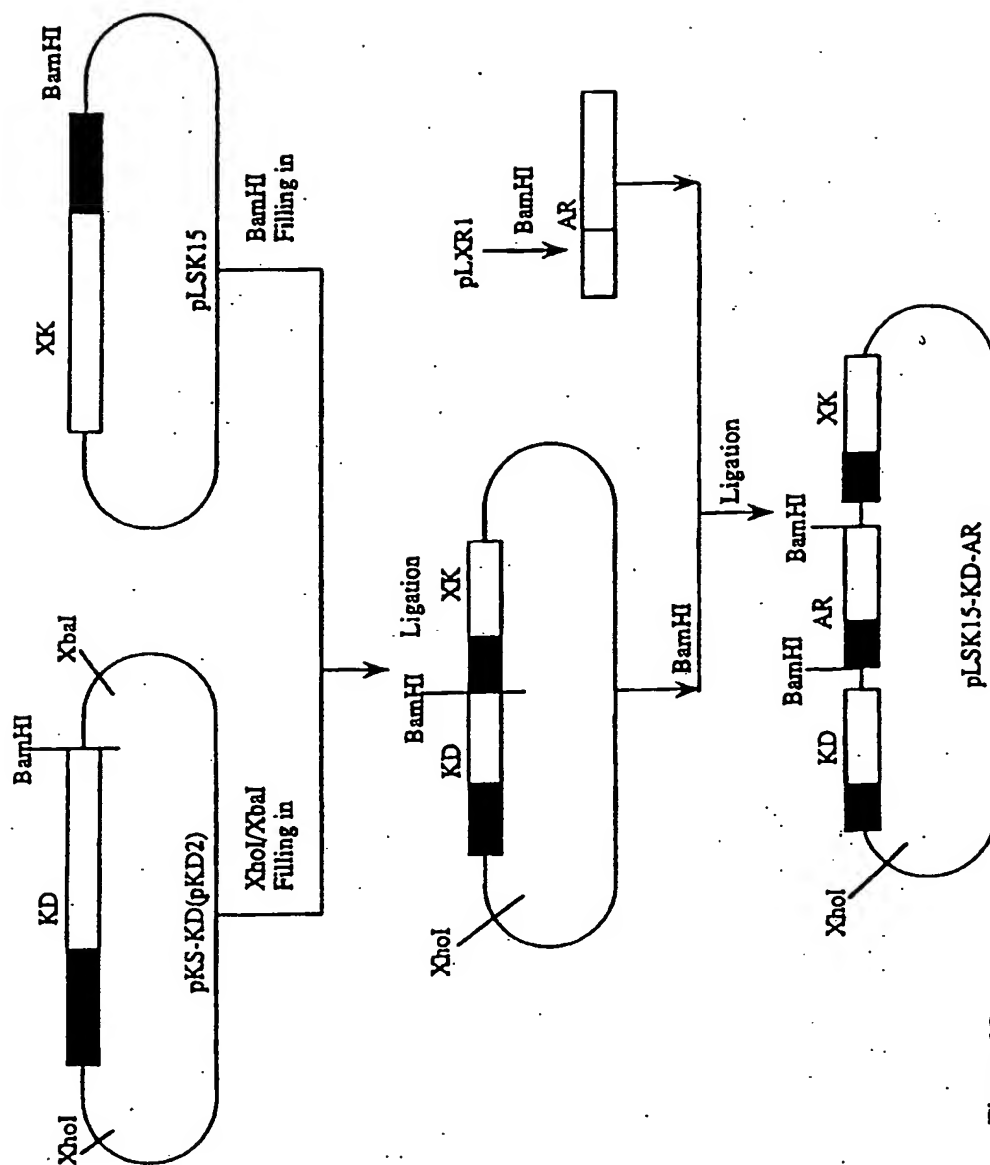 XhoI
KD
BamHI
XbaI
pKS-KD(pKD2)
XK
BamHI
pLSK15
XhoI/XbaI
Filling in
BamHI
Filling in
Ligation
XhoI
KD
BamHI
XK
BamHI
pLXR1
BamHI
AR
Ligation
XhoI
KD
BamHI
AR
BamHI
XK
pLSK15-KD-AR